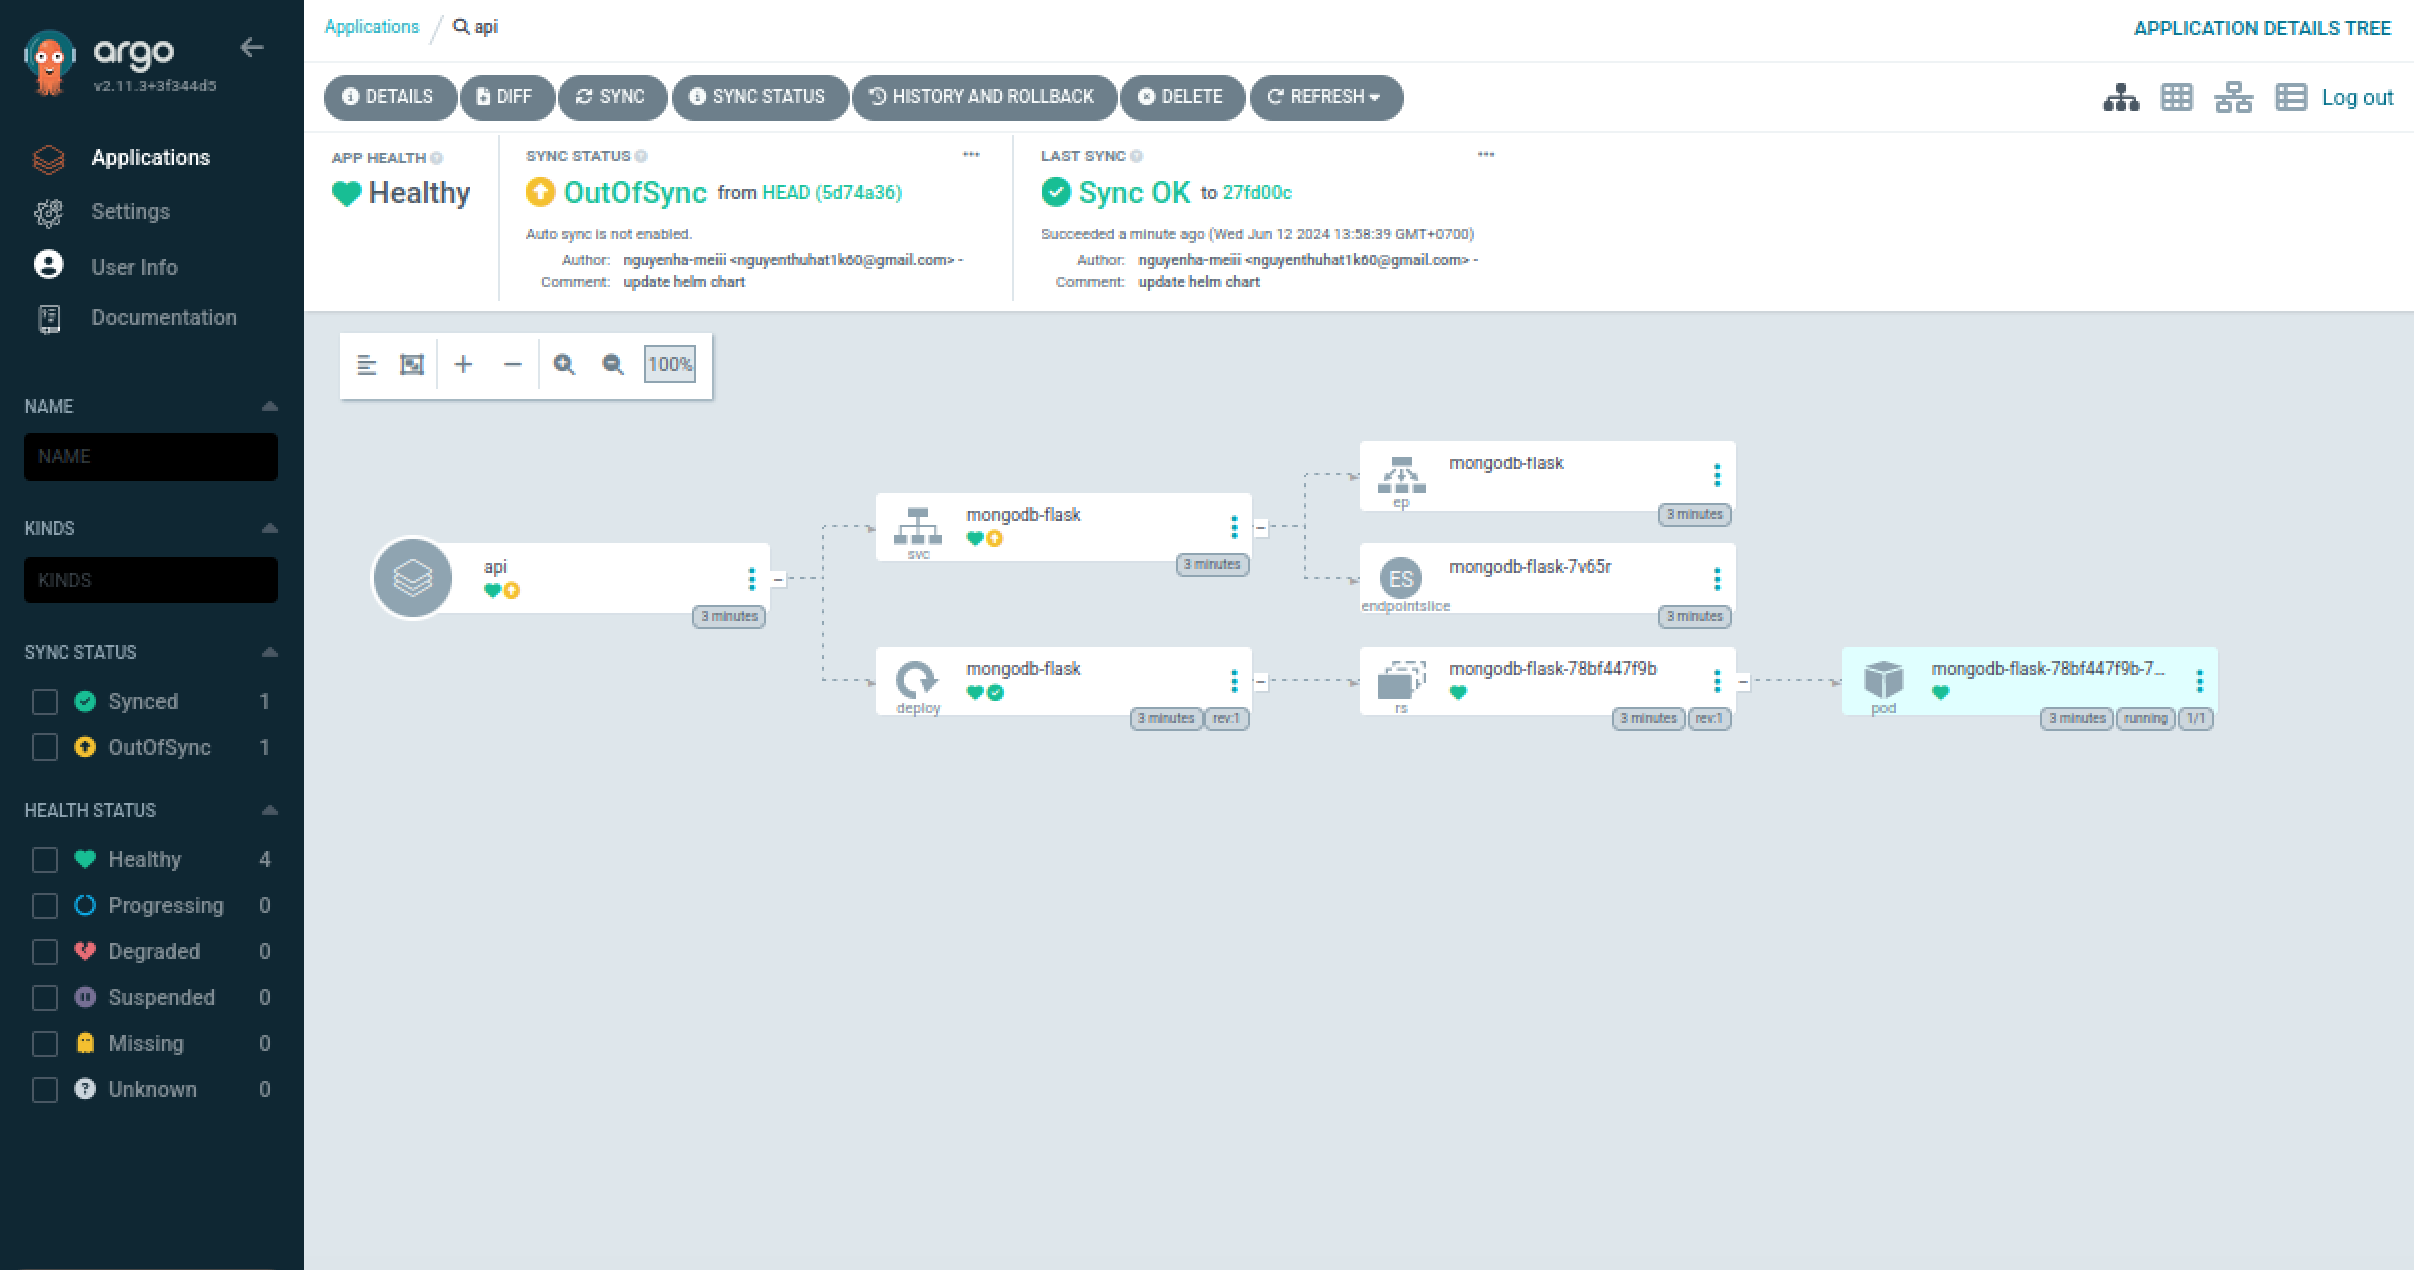 argo
v2.11.3+3f344d5
Applications
Settings
User Info
Documentation
NAME
NAME
KINDS
KINDS
SYNC STATUS
Synced 1
OutOfSync 1
HEALTH STATUS
Healthy 4
Progressing 0
Degraded 0
Suspended 0
Missing 0
Unknown 0
Applications / api
APPLICATION DETAILS TREE
DETAILS DIFF SYNC SYNC STATUS HISTORY AND ROLLBACK DELETE REFRESH
Log out
APP HEALTH
Healthy
SYNC STATUS
OutOfSync from HEAD (5d74a36)
Auto sync is not enabled.
Author: nguyenha-meiii <nguyenthuhat1k60@gmail.com> -
Comment: update helm chart
LAST SYNC
Sync OK to 27fd00c
Succeeded a minute ago (Wed Jun 12 2024 13:58:39 GMT+0700)
Author: nguyenha-meiii <nguyenthuhat1k60@gmail.com> -
Comment: update helm chart
100%
api
3 minutes
mongodb-flask
svc
3 minutes
mongodb-flask
ep
3 minutes
ES
mongodb-flask-7v65r
endpointslice
3 minutes
mongodb-flask
deploy
3 minutes rev:1
mongodb-flask-78bf447f9b
rs
3 minutes rev:1
mongodb-flask-78bf447f9b-7...
pod
3 minutes running 1/1